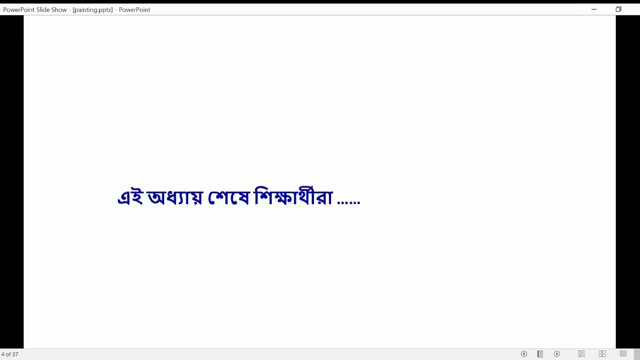 PowerPoint Slide Show - [painting.pptx] - PowerPoint
এই অধ্যায় শেষে শিক্ষার্থীরা ......
4 of 37